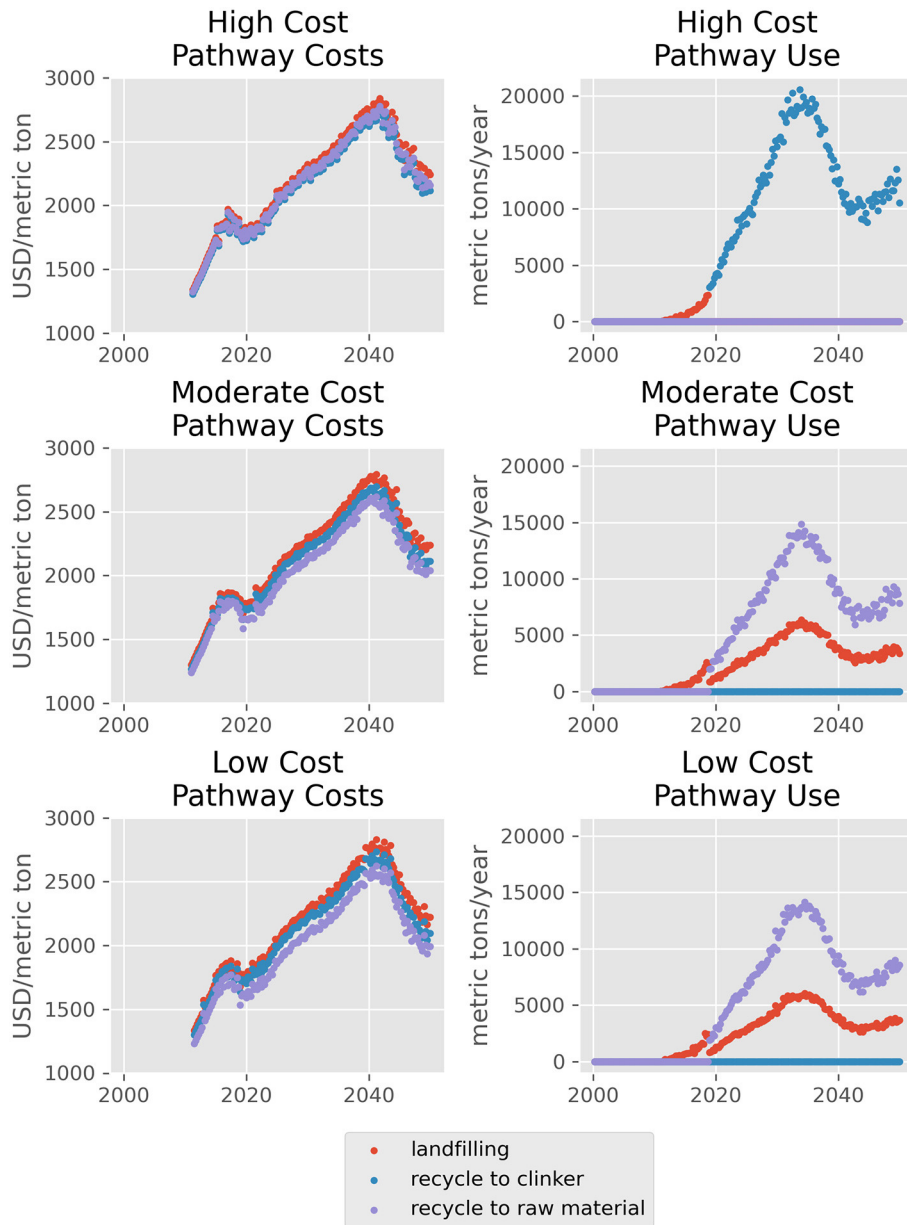 High Cost
Pathway Costs
High Cost
Pathway Use
USD/metric ton
3000
2500
2000
1500
1000
2000
2020
2040
metric tons/year
20000
15000
10000
5000
0
2000
2020
2040
Moderate Cost
Pathway Costs
Moderate Cost
Pathway Use
USD/metric ton
3000
2500
2000
1500
1000
2000
2020
2040
metric tons/year
20000
15000
10000
5000
0
2000
2020
2040
Low Cost
Pathway Costs
Low Cost
Pathway Use
USD/metric ton
3000
2500
2000
1500
1000
2000
2020
2040
metric tons/year
20000
15000
10000
5000
0
2000
2020
2040
landfilling
recycle to clinker
recycle to raw material